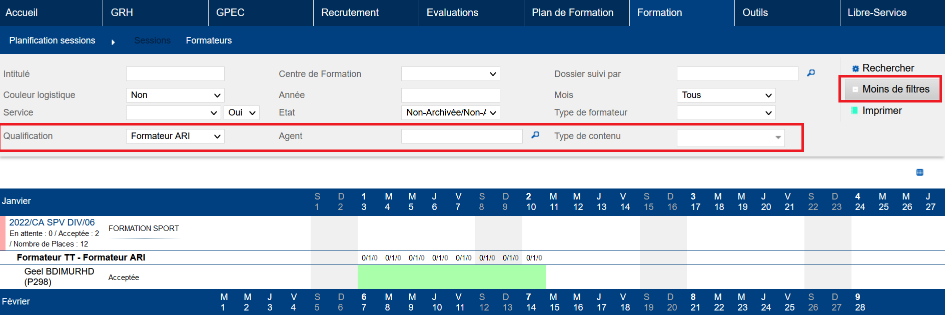 Accueil GRH GPEC Recrutement Evaluations Plan de Formation Formation Outils Libre-Service
Planification sessions Sessions Formateurs
Intitulé Centre de Formation Dossier suivi par Rechercher
Couleur logistique Non Année Mois Tous Moins de filtres
Service Oui Etat Non-Archivée/Non-A Type de formateur Imprimer
Qualification Formateur ARI Agent Type de contenu
S D 1 M M J V S D 2 M M J V S D 3 M M J V S D 4 M M J
Janvier 1 2 3 4 5 6 7 8 9 10 11 12 13 14 15 16 17 18 19 20 21 22 23 24 25 26 27
2022/CA SPV DIV/06
En attente : 0 / Acceptée : 2
/ Nombre de Places : 12
FORMATION SPORT
Formateur TT - Formateur ARI 0/1/0 0/1/0 0/1/0 0/1/0 0/1/0 0/1/0 0/1/0 0/1/0
Geel BDIMURHD
(P298)
Acceptée
M M J V S D 6 M M J V S D 7 M M J V S D 8 M M J V S D 9
Février 1 2 3 4 5 6 7 8 9 10 11 12 13 14 15 16 17 18 19 20 21 22 23 24 25 26 27 28